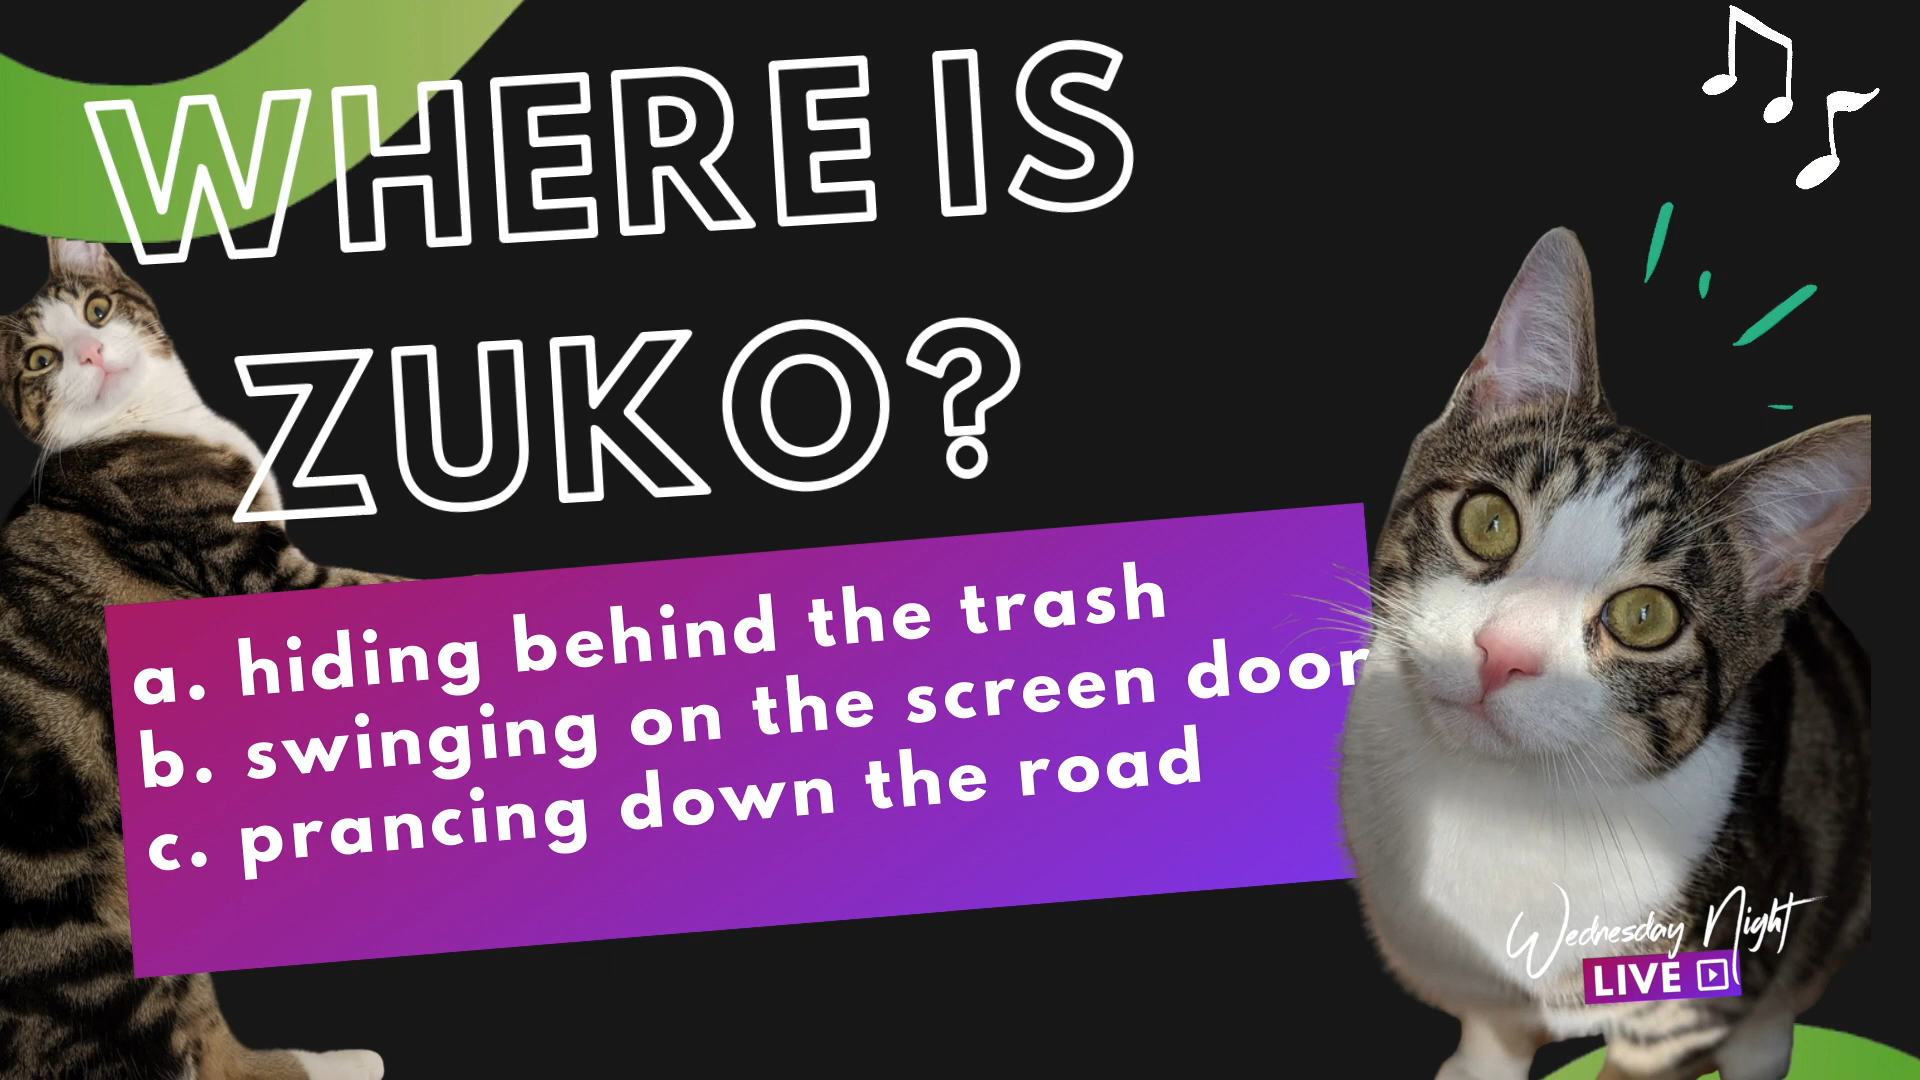 WHERE IS
ZUKO?
a. hiding behind the trash
b. swinging on the screen door
c. prancing down the road
Wednesday Night
LIVE